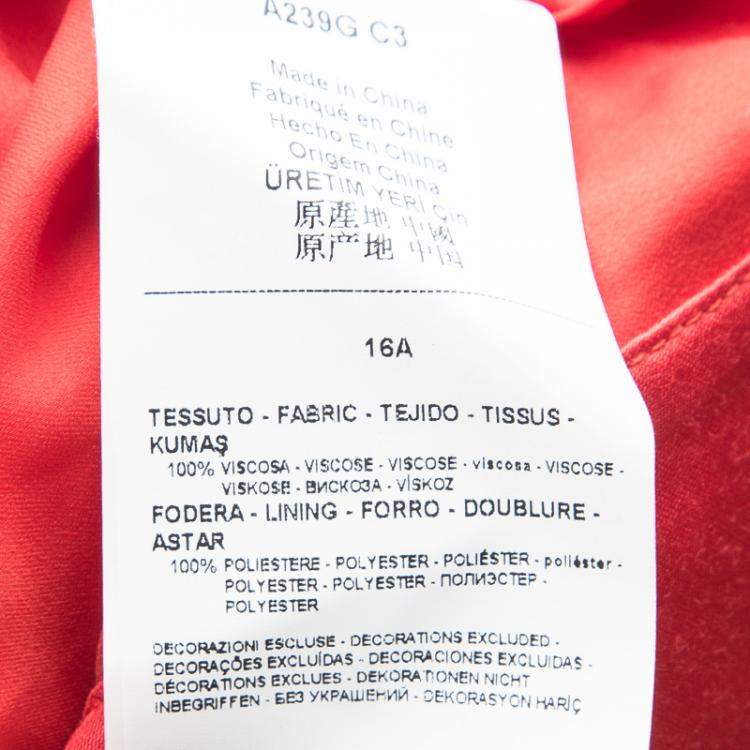 A239G C3
Made in China
Fabriqué en Chine
Hecho En China
Origem China
ÜRETIM YERI Çin
原産地 中國
原产地 中国
16A
TESSUTO - FABRIC - TEJIDO - TISSUS -
KUMAŞ
100% VISCOSA - VISCOSE - VISCOSE - viscosa - VISCOSE -
VISKOSE - ВИСКОЗА - VİSKOZ
FODERA - LINING - FORRO - DOUBLURE -
ASTAR
100% POLIESTERE - POLYESTER - POLIÉSTER - poliéster -
POLYESTER - POLYESTER - ПОЛИЭСТЕР -
POLYESTER
DECORAZIONI ESCLUSE - DECORATIONS EXCLUDED -
DECORAÇÕES EXCLUÍDAS - DECORACIONES EXCLUIDAS -
DÉCORATIONS EXCLUES - DEKORATIONEN NICHT
INBEGRIFFEN - БЕЗ УКРАШЕНИЙ - DEKORASYON HARİÇ